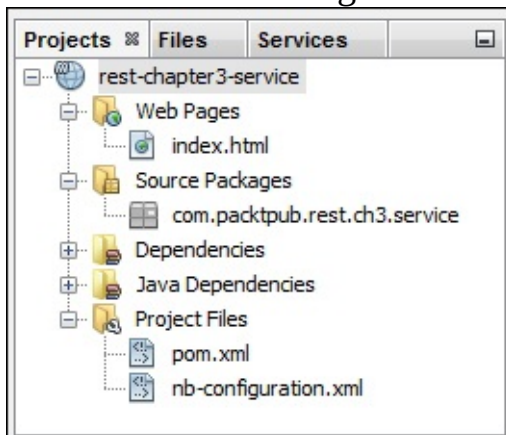 Projects Files Services
rest-chapter3-service
Web Pages
index.html
Source Packages
com.packtpub.rest.ch3.service
Dependencies
Java Dependencies
Project Files
pom.xml
nb-configuration.xml